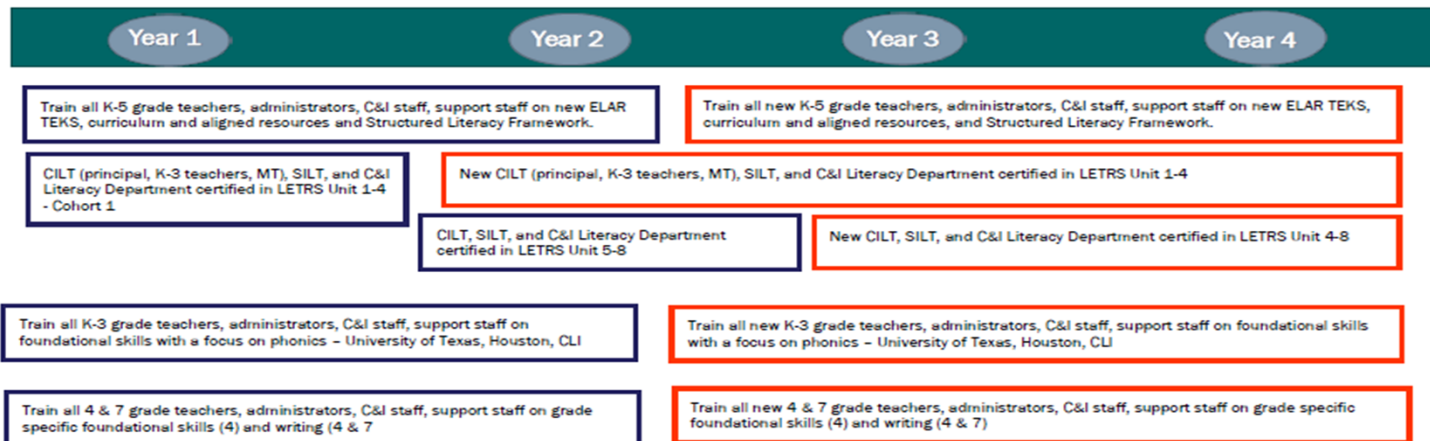 Year 1
Year 2
Year 3
Year 4
Train all K-5 grade teachers, administrators, C&I staff, support staff on new ELAR
TEKS, curriculum and aligned resources and Structured Literacy Framework.
Train all new K-5 grade teachers, administrators, C&I staff, support staff on new ELAR TEKS,
curriculum and aligned resources, and Structured Literacy Framework.
CILT (principal, K-3 teachers, MT), SILT, and C&I
Literacy Department certified in LETRS Unit 1-4
- Cohort 1
New CILT (principal, K-3 teachers, MT), SILT, and C&I Literacy Department certified in LETRS Unit 1-4
CILT, SILT, and C&I Literacy Department
certified in LETRS Unit 5-8
New CILT, SILT, and C&I Literacy Department certified in LETRS Unit 4-8
Train all K-3 grade teachers, administrators, C&I staff, support staff on
foundational skills with a focus on phonics – University of Texas, Houston, CLI
Train all new K-3 grade teachers, administrators, C&I staff, support staff on foundational skills
with a focus on phonics – University of Texas, Houston, CLI
Train all 4 & 7 grade teachers, administrators, C&I staff, support staff on grade
specific foundational skills (4) and writing (4 & 7
Train all new 4 & 7 grade teachers, administrators, C&I staff, support staff on grade specific
foundational skills (4) and writing (4 & 7)